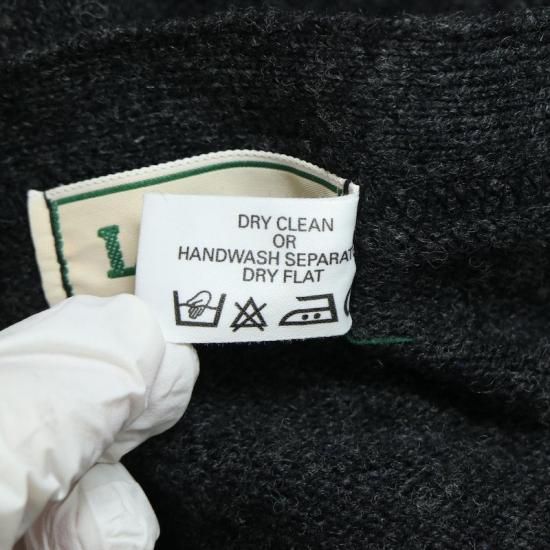 DRY CLEAN
OR
HANDWASH SEPARAT
DRY FLAT
L